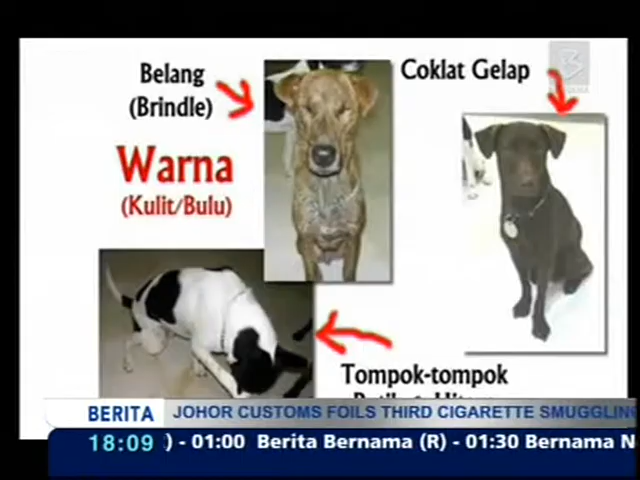 Belang
(Brindle)
Coklat Gelap
3
Warna
(Kulit/Bulu)
Tompok-tompok
BERITA
JOHOR CUSTOMS FOILS THIRD CIGARETTE SMUGGLIN
18:09
) - 01:00 Berita Bernama (R) - 01:30 Bernama N